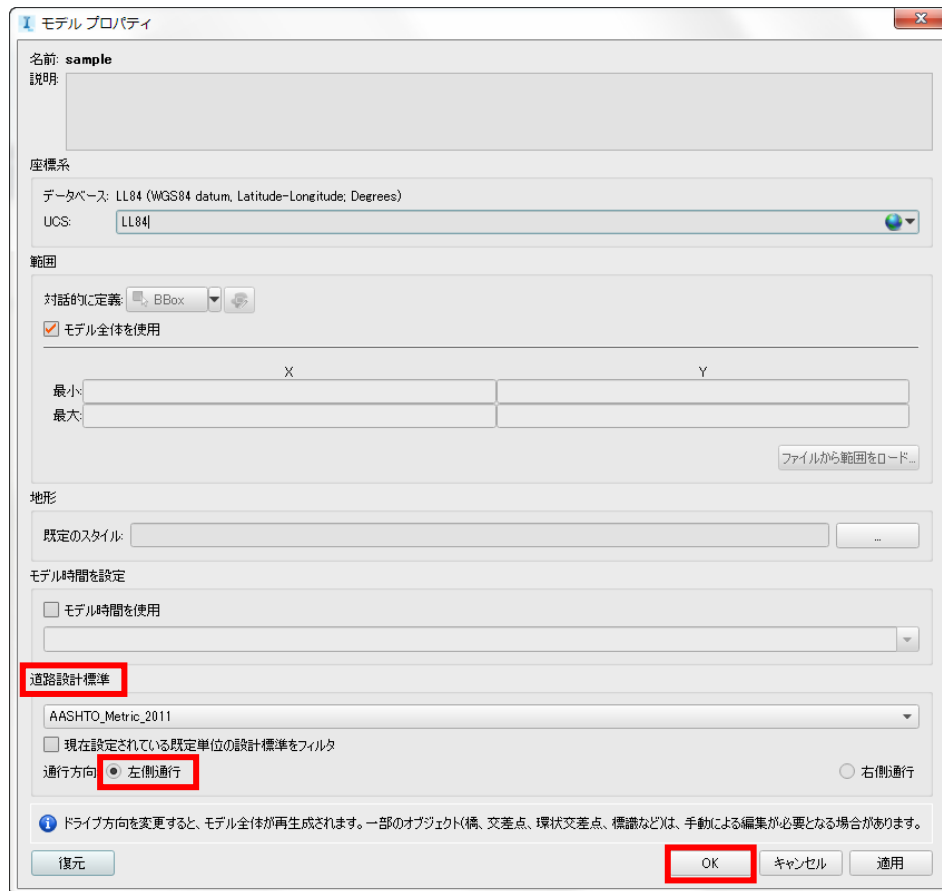 モデル プロパティ
名前: sample
説明:
座標系
データベース: LL84 (WGS84 datum, Latitude-Longitude; Degrees)
UCS: LL84
範囲
対話的に定義: BBox
モデル全体を使用
X Y
最小:
最大:
ファイルから範囲をロード...
地形
既定のスタイル: ...
モデル時間を設定
モデル時間を使用
道路設計標準
AASHTO_Metric_2011
現在設定されている既定単位の設計標準をフィルタ
通行方向 左側通行 右側通行
ドライブ方向を変更すると、モデル全体が再生成されます。一部のオブジェクト(橋、交差点、環状交差点、標識など)は、手動による編集が必要となる場合があります。
復元 OK キャンセル 適用